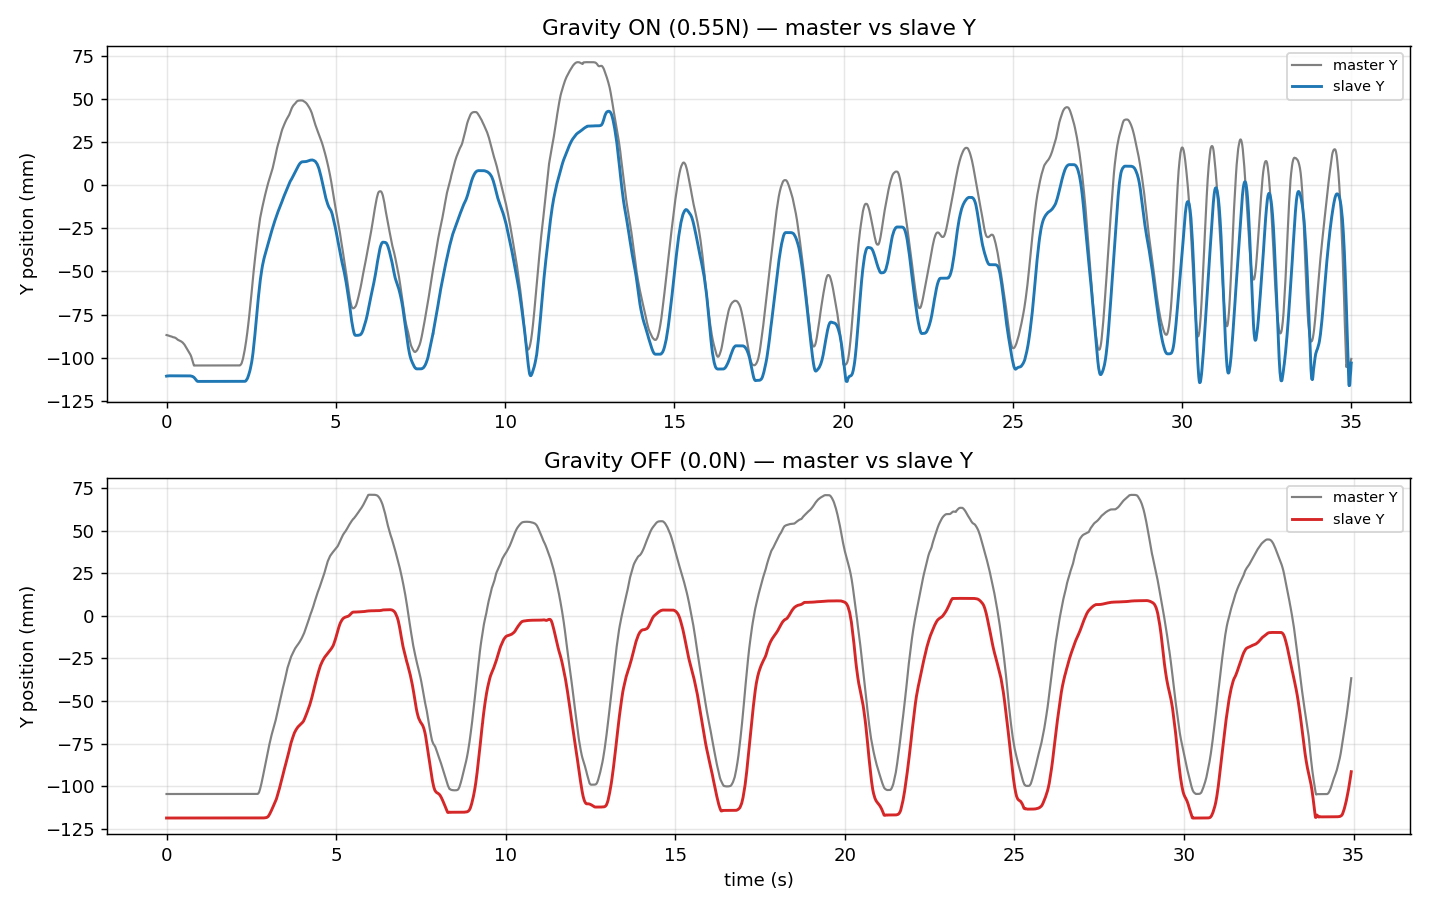 Gravity ON (0.55N) — master vs slave Y
75
50
25
0
−25
−50
−75
−100
−125
Y position (mm)
master Y
slave Y
0 5 10 15 20 25 30 35
Gravity OFF (0.0N) — master vs slave Y
75
50
25
0
−25
−50
−75
−100
−125
Y position (mm)
master Y
slave Y
0 5 10 15 20 25 30 35
time (s)